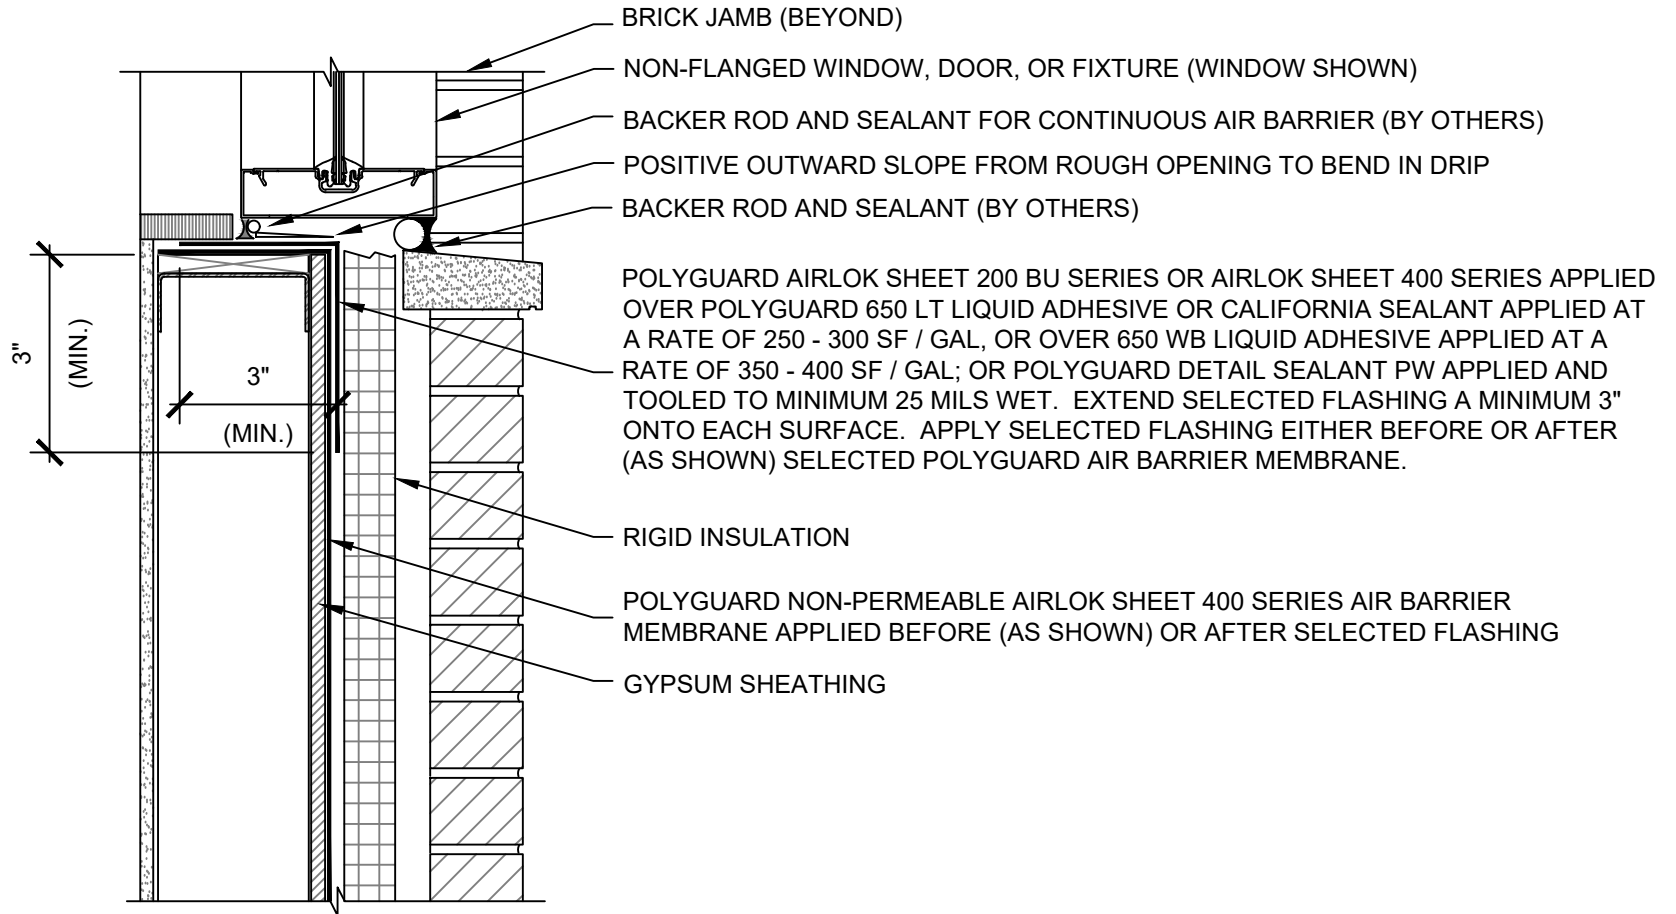 BRICK JAMB (BEYOND)
NON-FLANGED WINDOW, DOOR, OR FIXTURE (WINDOW SHOWN)
BACKER ROD AND SEALANT FOR CONTINUOUS AIR BARRIER (BY OTHERS)
POSITIVE OUTWARD SLOPE FROM ROUGH OPENING TO BEND IN DRIP
BACKER ROD AND SEALANT (BY OTHERS)
POLYGUARD AIRLOK SHEET 200 BU SERIES OR AIRLOK SHEET 400 SERIES APPLIED
OVER POLYGUARD 650 LT LIQUID ADHESIVE OR CALIFORNIA SEALANT APPLIED AT
A RATE OF 250 - 300 SF / GAL, OR OVER 650 WB LIQUID ADHESIVE APPLIED AT A
RATE OF 350 - 400 SF / GAL; OR POLYGUARD DETAIL SEALANT PW APPLIED AND
TOOLED TO MINIMUM 25 MILS WET. EXTEND SELECTED FLASHING A MINIMUM 3"
ONTO EACH SURFACE. APPLY SELECTED FLASHING EITHER BEFORE OR AFTER
(AS SHOWN) SELECTED POLYGUARD AIR BARRIER MEMBRANE.
3"
(MIN.)
3"
(MIN.)
RIGID INSULATION
POLYGUARD NON-PERMEABLE AIRLOK SHEET 400 SERIES AIR BARRIER
MEMBRANE APPLIED BEFORE (AS SHOWN) OR AFTER SELECTED FLASHING
GYPSUM SHEATHING